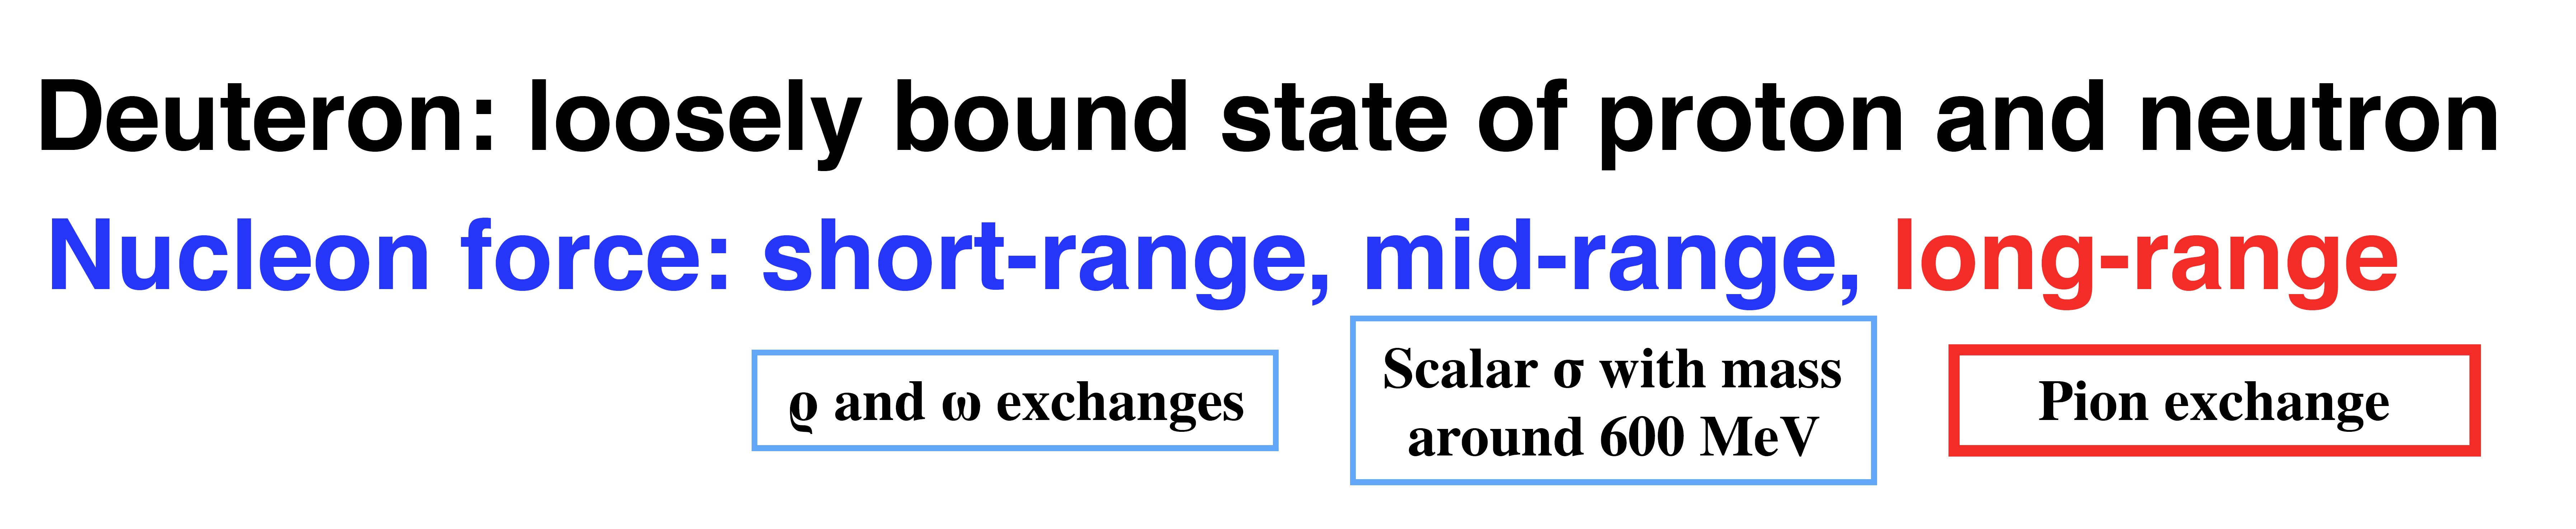 Deuteron: loosely bound state of proton and neutron
Nucleon force: short-range, mid-range, long-range
ϱ and ω exchanges
Scalar σ with mass
around 600 MeV
Pion exchange